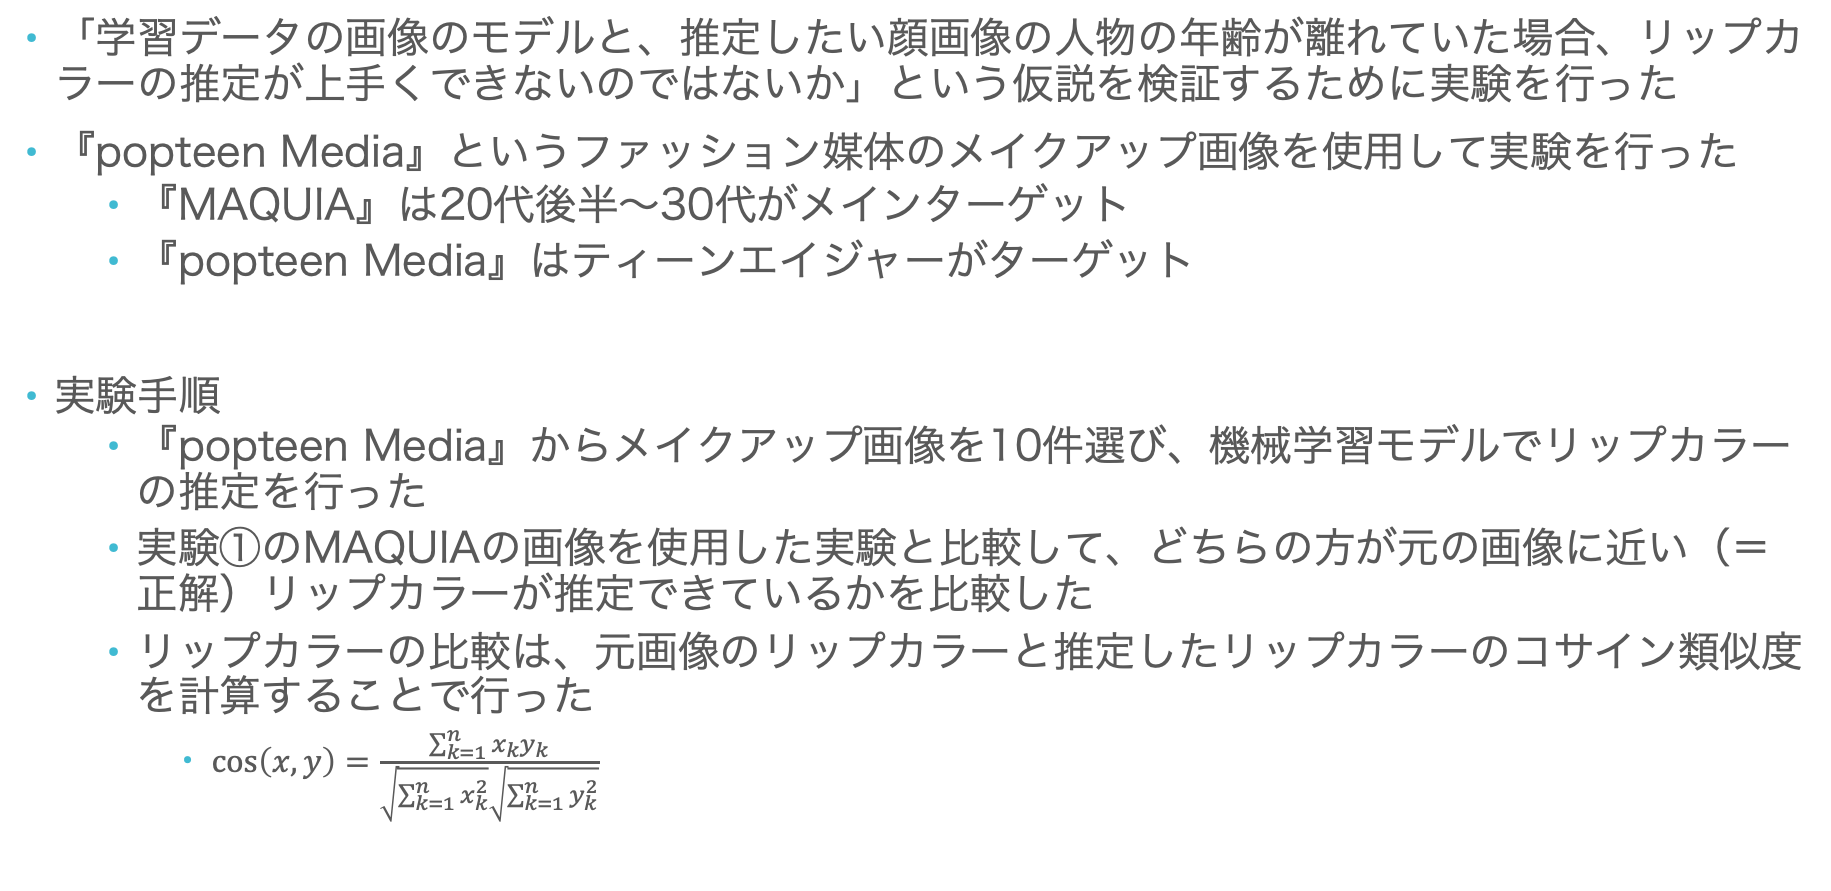 • 「学習データの画像のモデルと、推定したい顔画像の人物の年齢が離れていた場合、リップカ
ラーの推定が上手くできないのではないか」という仮説を検証するために実験を行った
• 『popteen Media』というファッション媒体のメイクアップ画像を使用して実験を行った
• 『MAQUIA』は20代後半～30代がメインターゲット
• 『popteen Media』はティーンエイジャーがターゲット
• 実験手順
• 『popteen Media』からメイクアップ画像を10件選び、機械学習モデルでリップカラー
の推定を行った
• 実験①のMAQUIAの画像を使用した実験と比較して、どちらの方が元の画像に近い（＝
正解）リップカラーが推定できているかを比較した
• リップカラーの比較は、元画像のリップカラーと推定したリップカラーのコサイン類似度
を計算することで行った
• cos(x, y) = \frac{\sum_{k=1}^{n} x_k y_k}{\sqrt{\sum_{k=1}^{n} x_k^2}\sqrt{\sum_{k=1}^{n} y_k^2}}